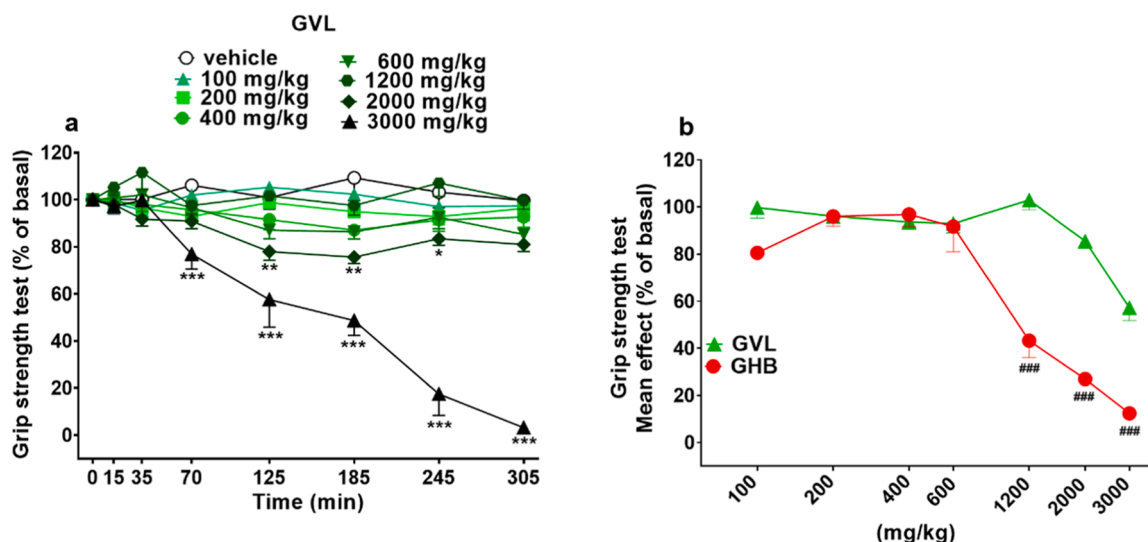 GVL
vehicle
100 mg/kg
200 mg/kg
400 mg/kg
600 mg/kg
1200 mg/kg
2000 mg/kg
3000 mg/kg
a
Grip strength test (% of basal)
120
100
80
60
40
20
0
***
**
***
**
***
*
***
***
0 15 35 70 125 185 245 305
Time (min)
b
Grip strength test
Mean effect (% of basal)
120
100
80
60
40
20
0
GVL
GHB
###
###
###
100 200 400 600 1200 2000 3000
(mg/kg)